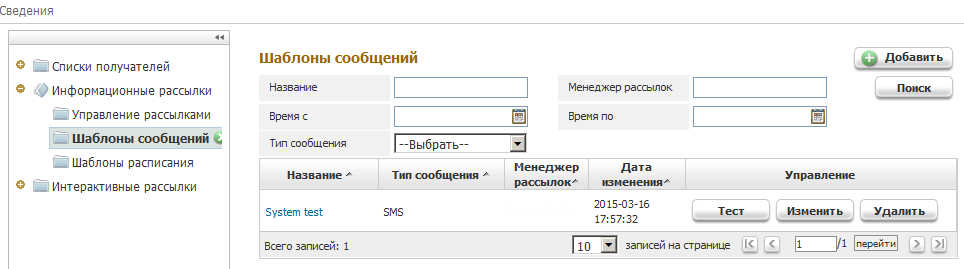 Сведения
Списки получателей
Информационные рассылки
Управление рассылками
Шаблоны сообщений
Шаблоны расписания
Интерактивные рассылки
Шаблоны сообщений
Добавить
Название
Менеджер рассылок
Поиск
Время с
Время по
Тип сообщения
--Выбрать--
Название
Тип сообщения
Менеджер
рассылок
Дата
изменения
Управление
System test
SMS
2015-03-16
17:57:32
Тест
Изменить
Удалить
Всего записей: 1
10
записей на странице
1
/1
перейти